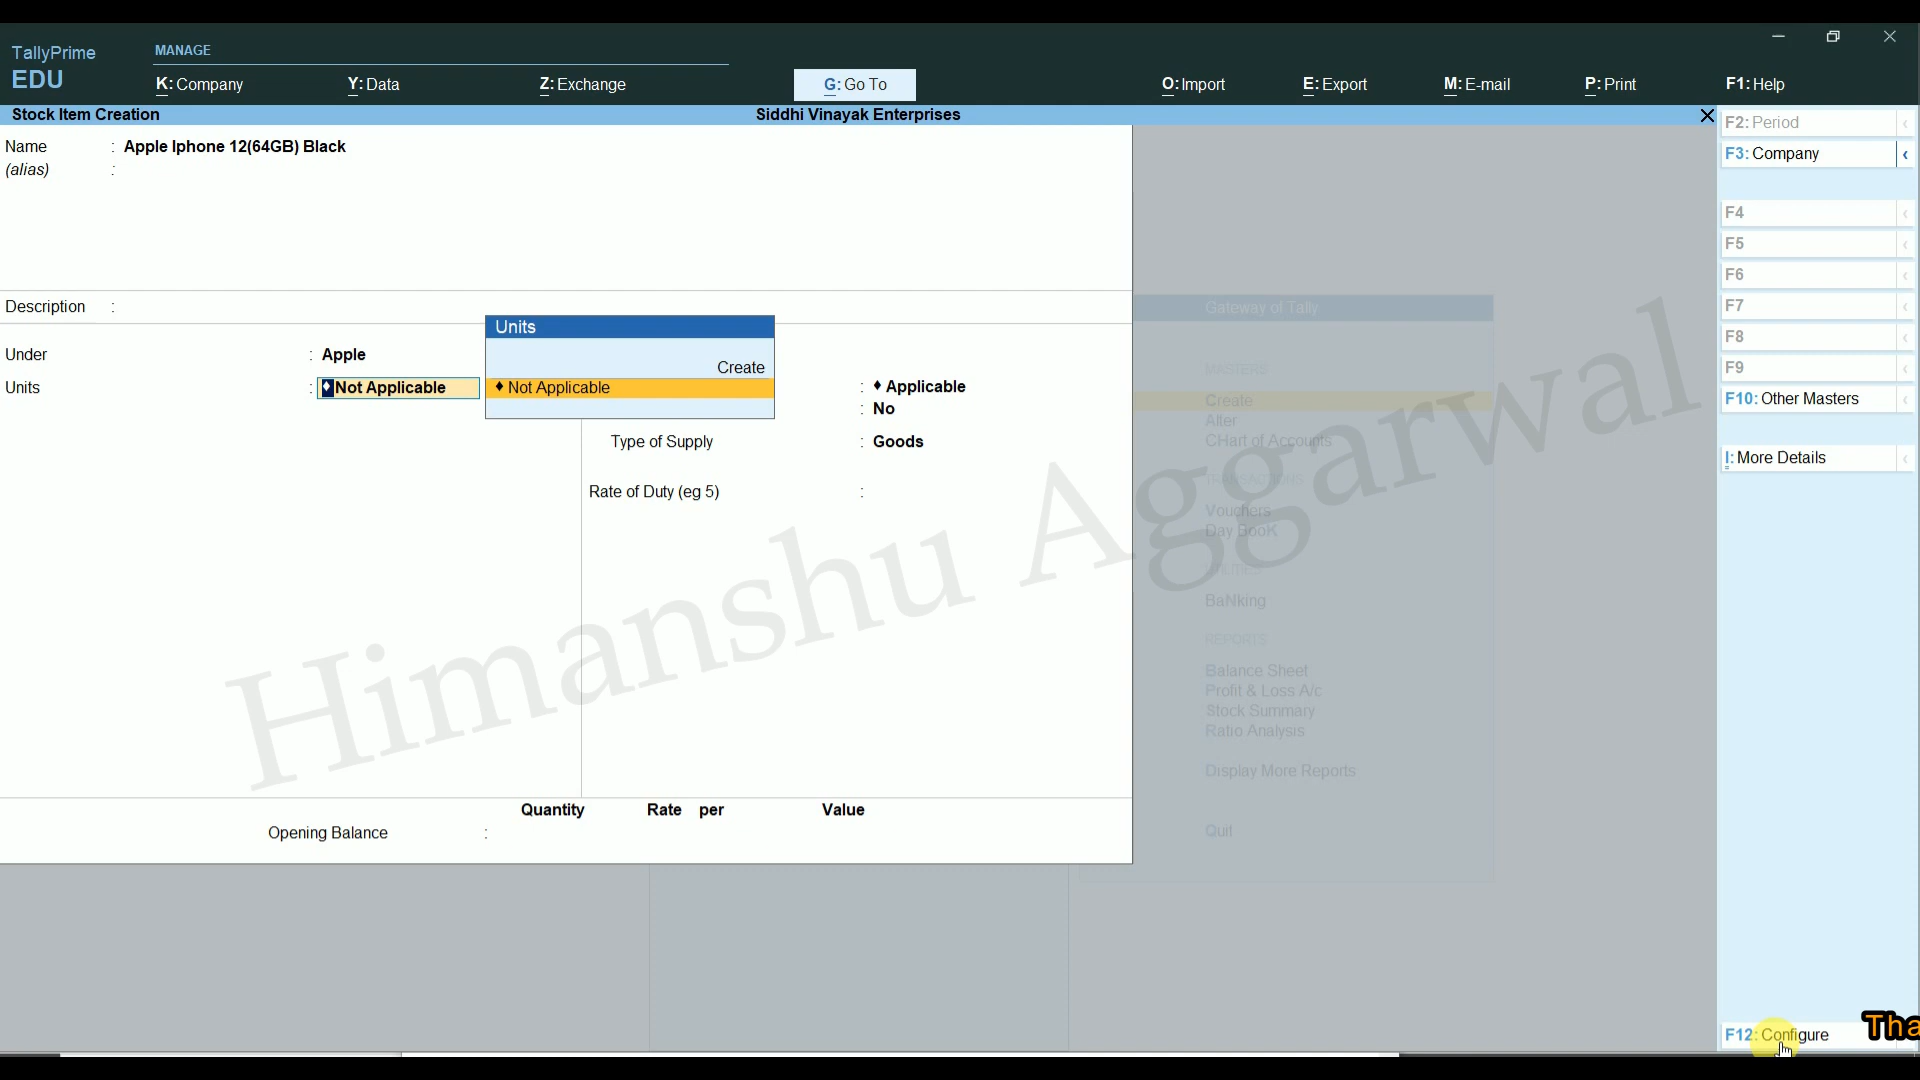 TallyPrime
EDU
MANAGE
K: Company
Y: Data
Z: Exchange
G: Go To
O: Import
E: Export
M: E-mail
P: Print
F1: Help
Stock Item Creation
Siddhi Vinayak Enterprises
Name : Apple Iphone 12(64GB) Black
(alias) :
Description :
Under : Apple
Units : ♦ Not Applicable
Units
Create
♦ Not Applicable
: ♦ Applicable
: No
Type of Supply : Goods
Rate of Duty (eg 5) :
Quantity Rate per Value
Opening Balance :
Gateway of Tally
MASTERS
Create
Alter
CHart of Accounts
TRANSACTIONS
Vouchers
Day BooK
UTILITIES
BaNking
REPORTS
Balance Sheet
Profit & Loss A/c
Stock Summary
Ratio Analysis
Display More Reports
Quit
F2: Period
F3: Company
F4
F5
F6
F7
F8
F9
F10: Other Masters
I: More Details
F12: Configure
Tha
Himanshu Aggarwal